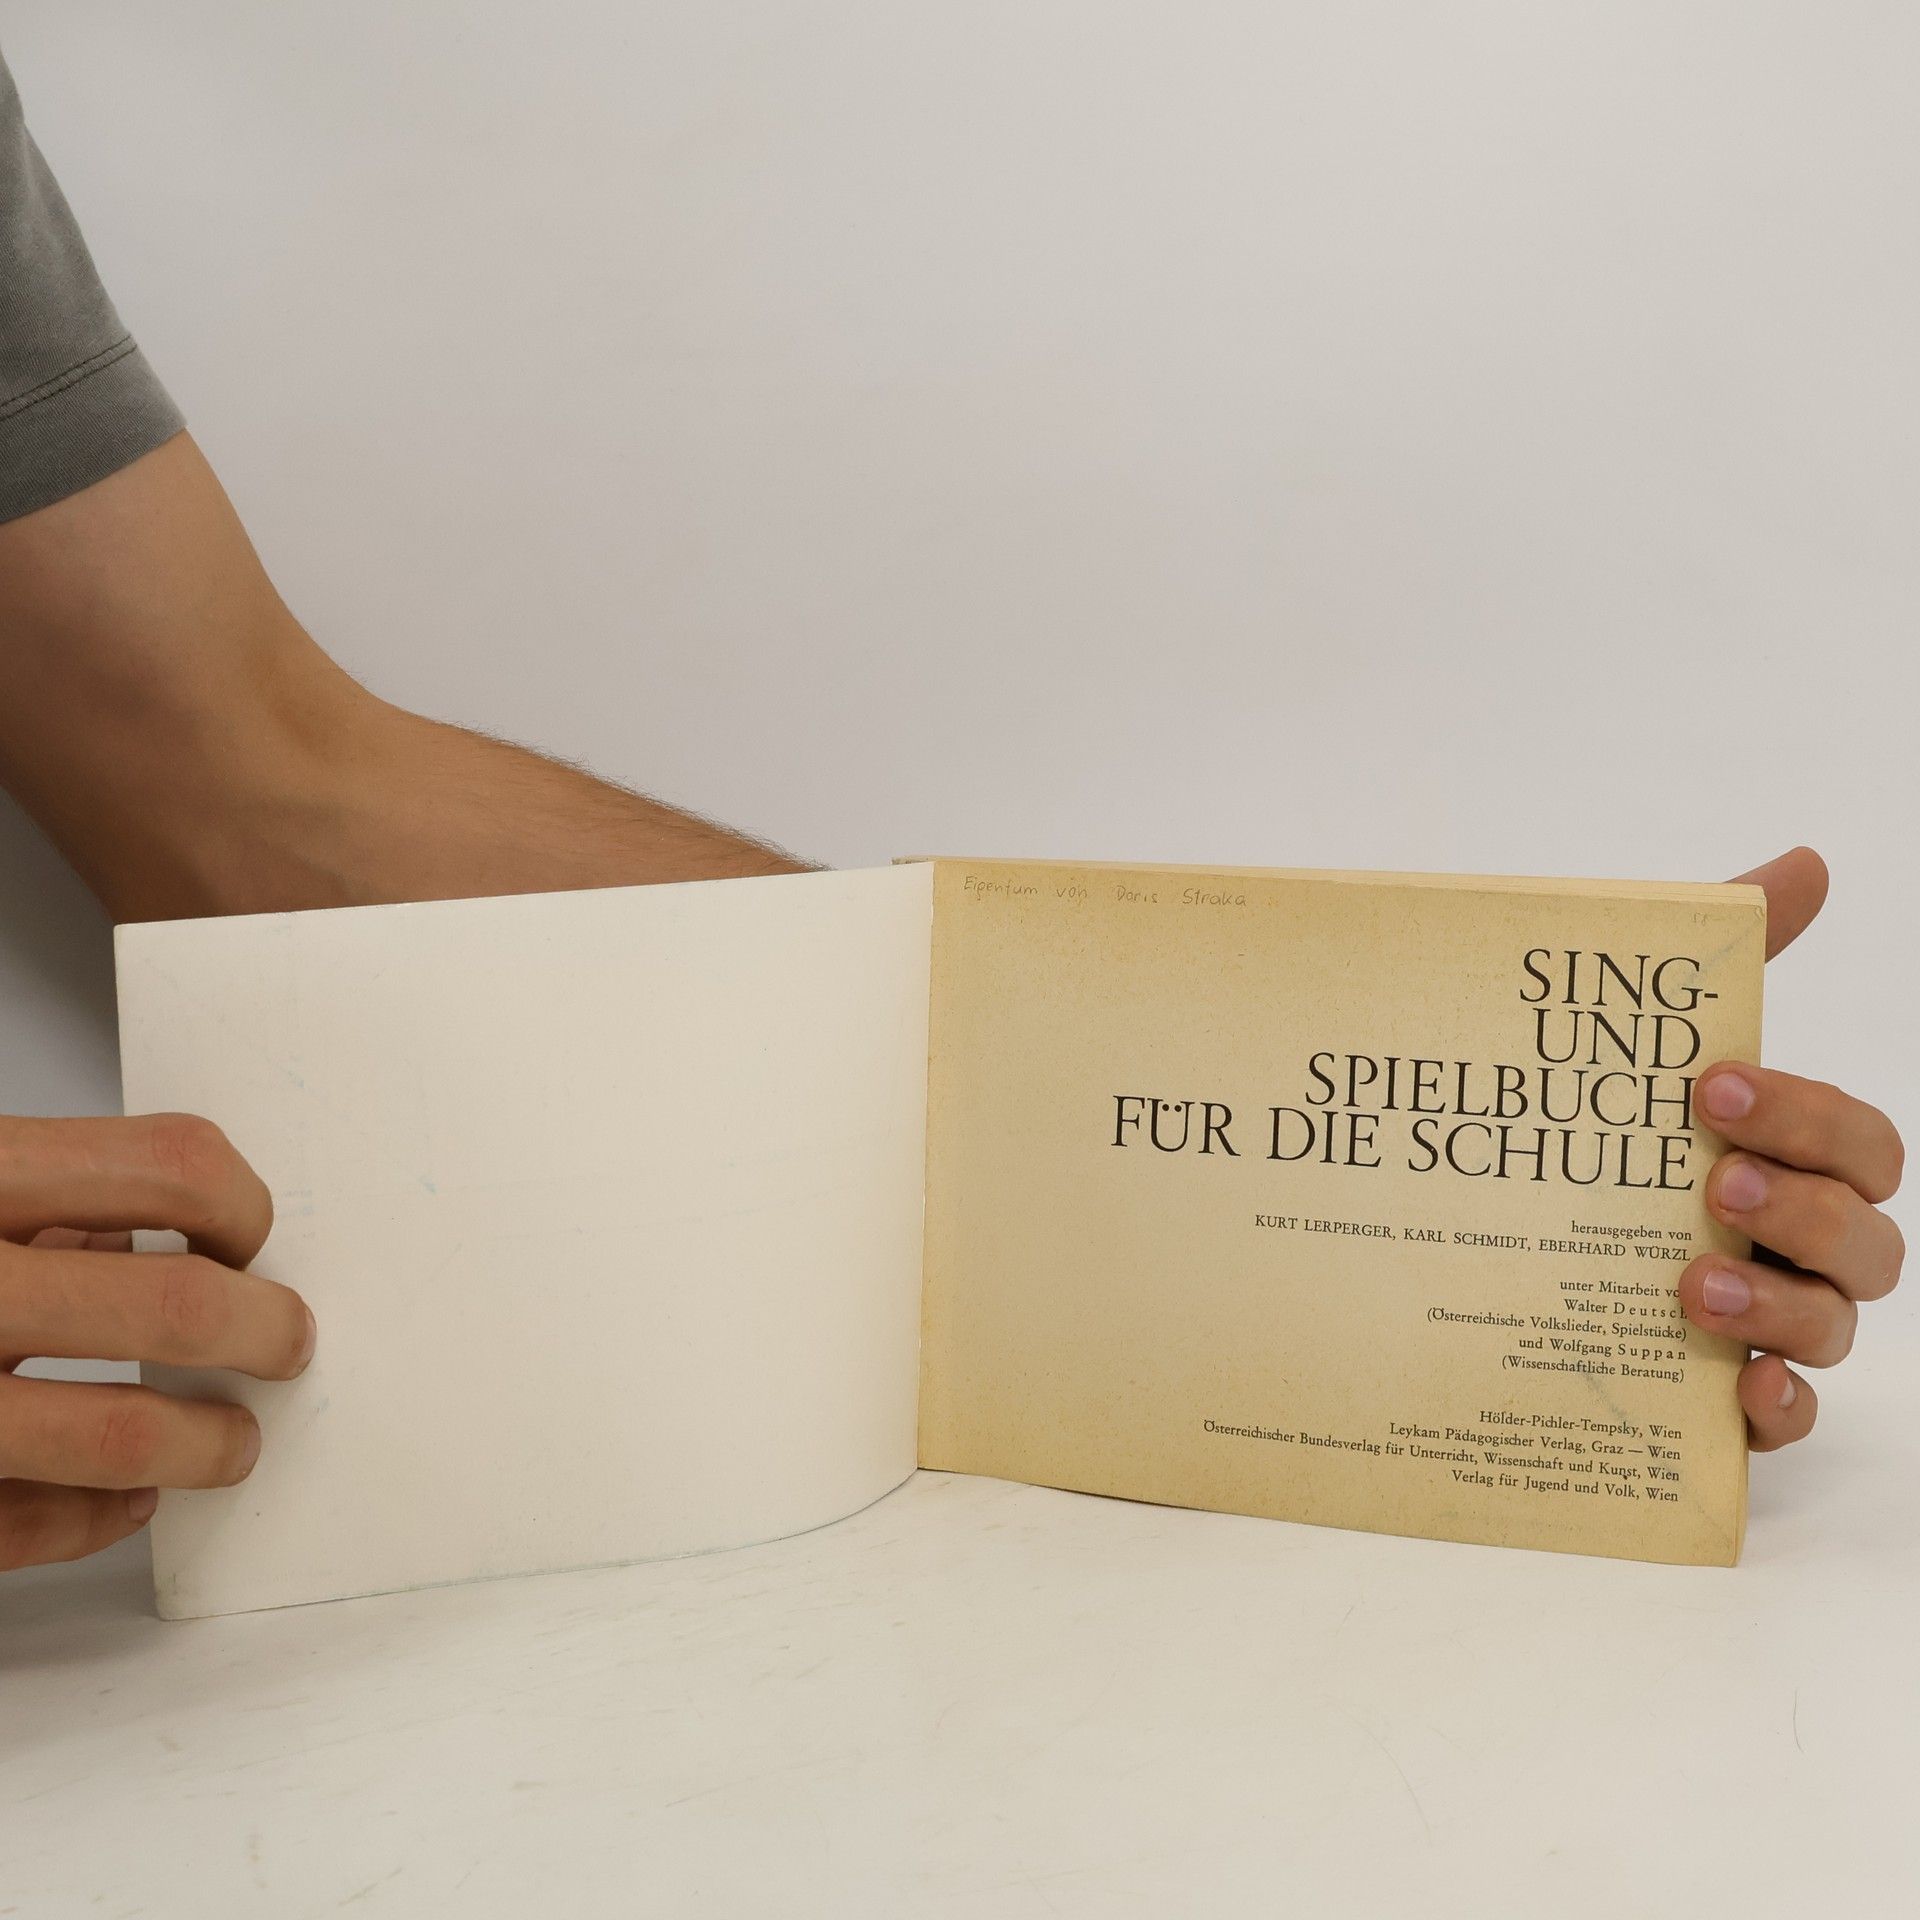 Eigentum von Doris Straka
SING-
UND
SPIELBUCH
FÜR DIE SCHULE
herausgegeben von
KURT LERPERGER, KARL SCHMIDT, EBERHARD WÜRZL
unter Mitarbeit vo
Walter Deutsch
(Österreichische Volkslieder, Spielstücke)
und Wolfgang Suppan
(Wissenschaftliche Beratung)
Hölder-Pichler-Tempsky, Wien
Leykam Pädagogischer Verlag, Graz — Wien
Österreichischer Bundesverlag für Unterricht, Wissenschaft und Kunst, Wien
Verlag für Jugend und Volk, Wien